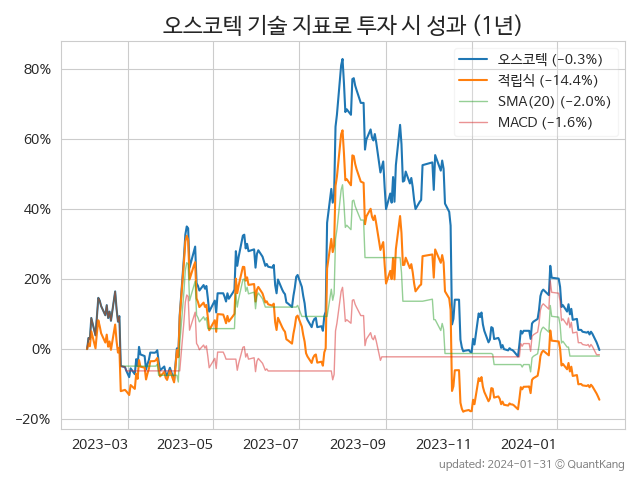 오스코텍 기술 지표로 투자 시 성과 (1년)
오스코텍 (−0.3%)
적립식 (−14.4%)
SMA(20) (−2.0%)
MACD (−1.6%)
80%
60%
40%
20%
0%
−20%
2023-03 2023-05 2023-07 2023-09 2023-11 2024-01
updated: 2024-01-31 © QuantKang